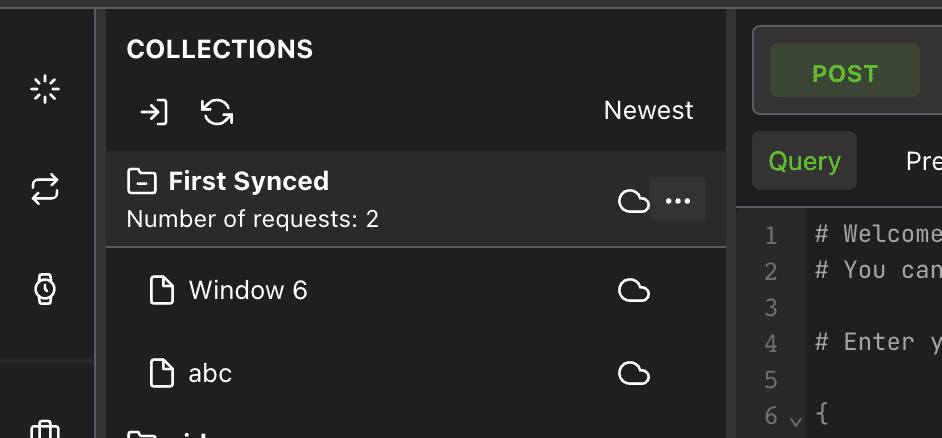 COLLECTIONS
Newest
First Synced
Number of requests: 2
Window 6
abc
POST
Query
1 # Welcome
2 # You can
3
4 # Enter
5
6 {